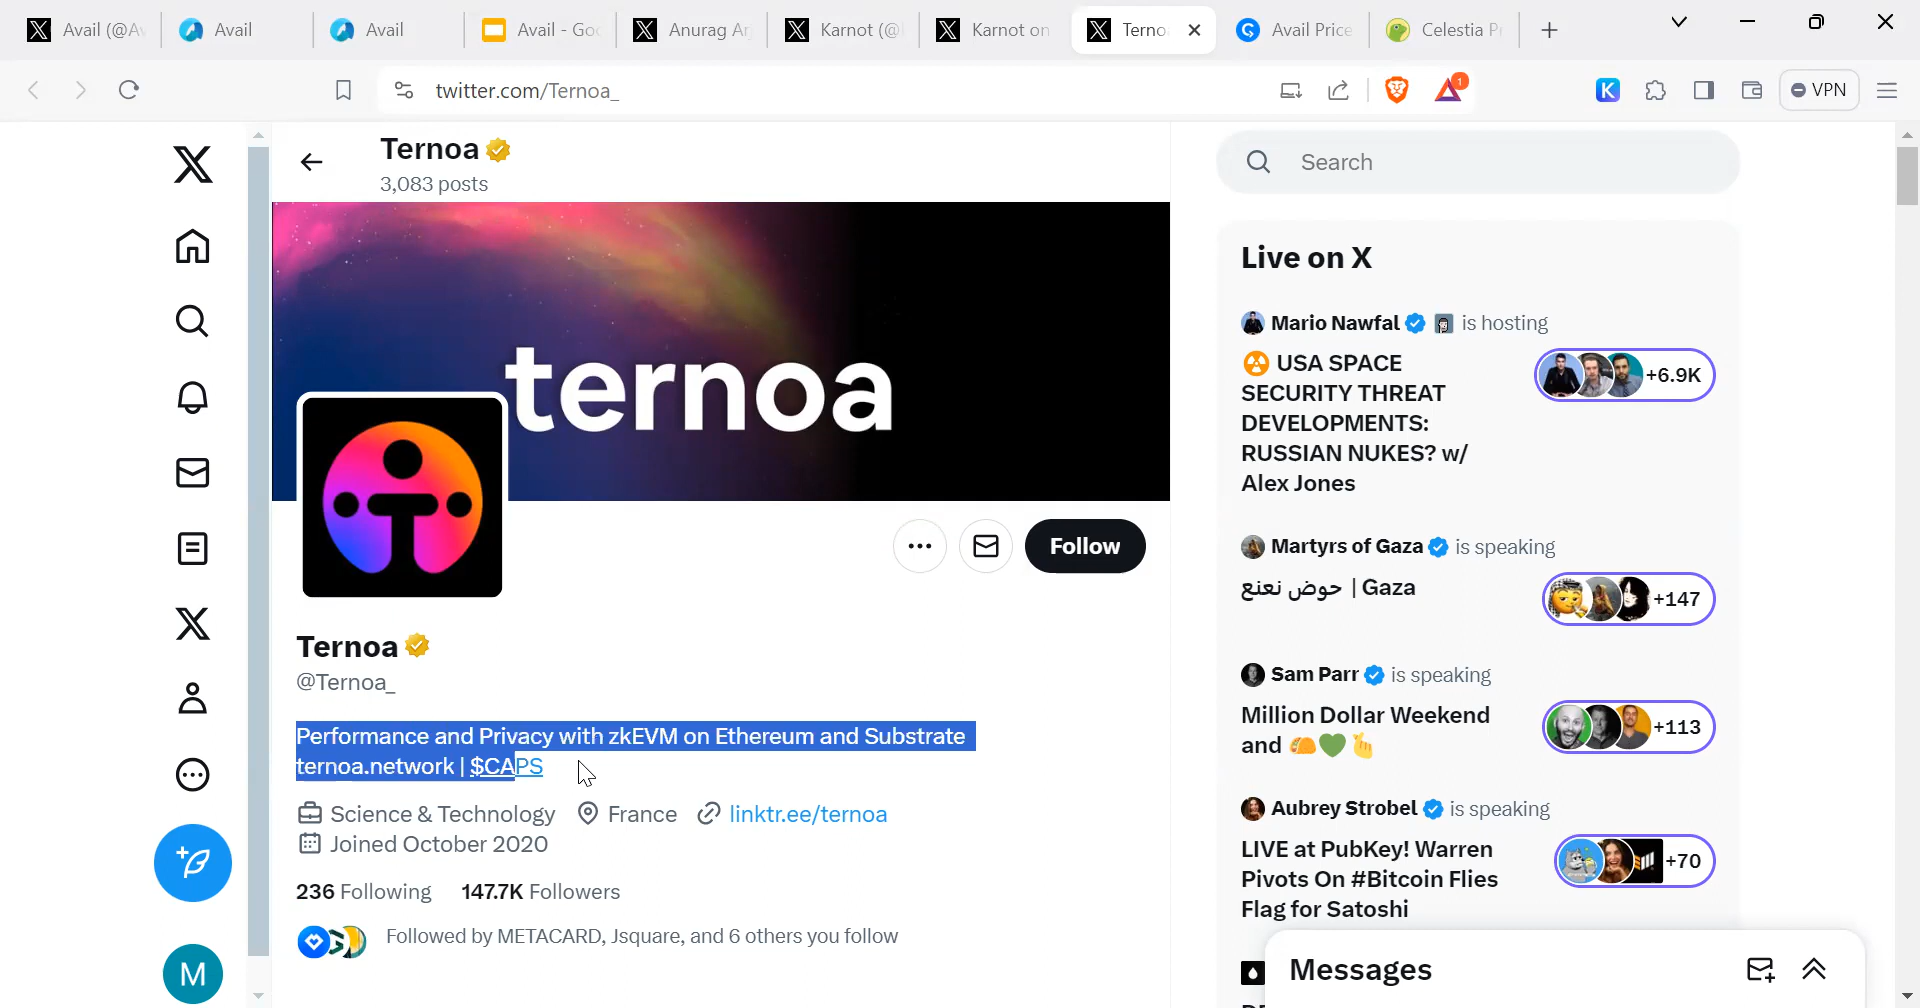 Avail (@Av
Avail
Avail
Avail - Goo
Anurag Arj
Karnot (@
Karnot on
Terno
Avail Price
Celestia P
twitter.com/Ternoa_
1
K
VPN
Ternoa
3,083 posts
ternoa
Follow
Ternoa
@Ternoa_
Performance and Privacy with zkEVM on Ethereum and Substrate
ternoa.network | $CAPS
Science & Technology France linktr.ee/ternoa
Joined October 2020
236 Following 147.7K Followers
Followed by METACARD, Jsquare, and 6 others you follow
M
Search
Live on X
Mario Nawfal is hosting
USA SPACE
SECURITY THREAT
DEVELOPMENTS:
RUSSIAN NUKES? w/
Alex Jones
+6.9K
Martyrs of Gaza is speaking
حوض نعنع | Gaza
+147
Sam Parr is speaking
Million Dollar Weekend
and 🌮💚🫰
+113
Aubrey Strobel is speaking
LIVE at PubKey! Warren
Pivots On #Bitcoin Flies
Flag for Satoshi
+70
Messages